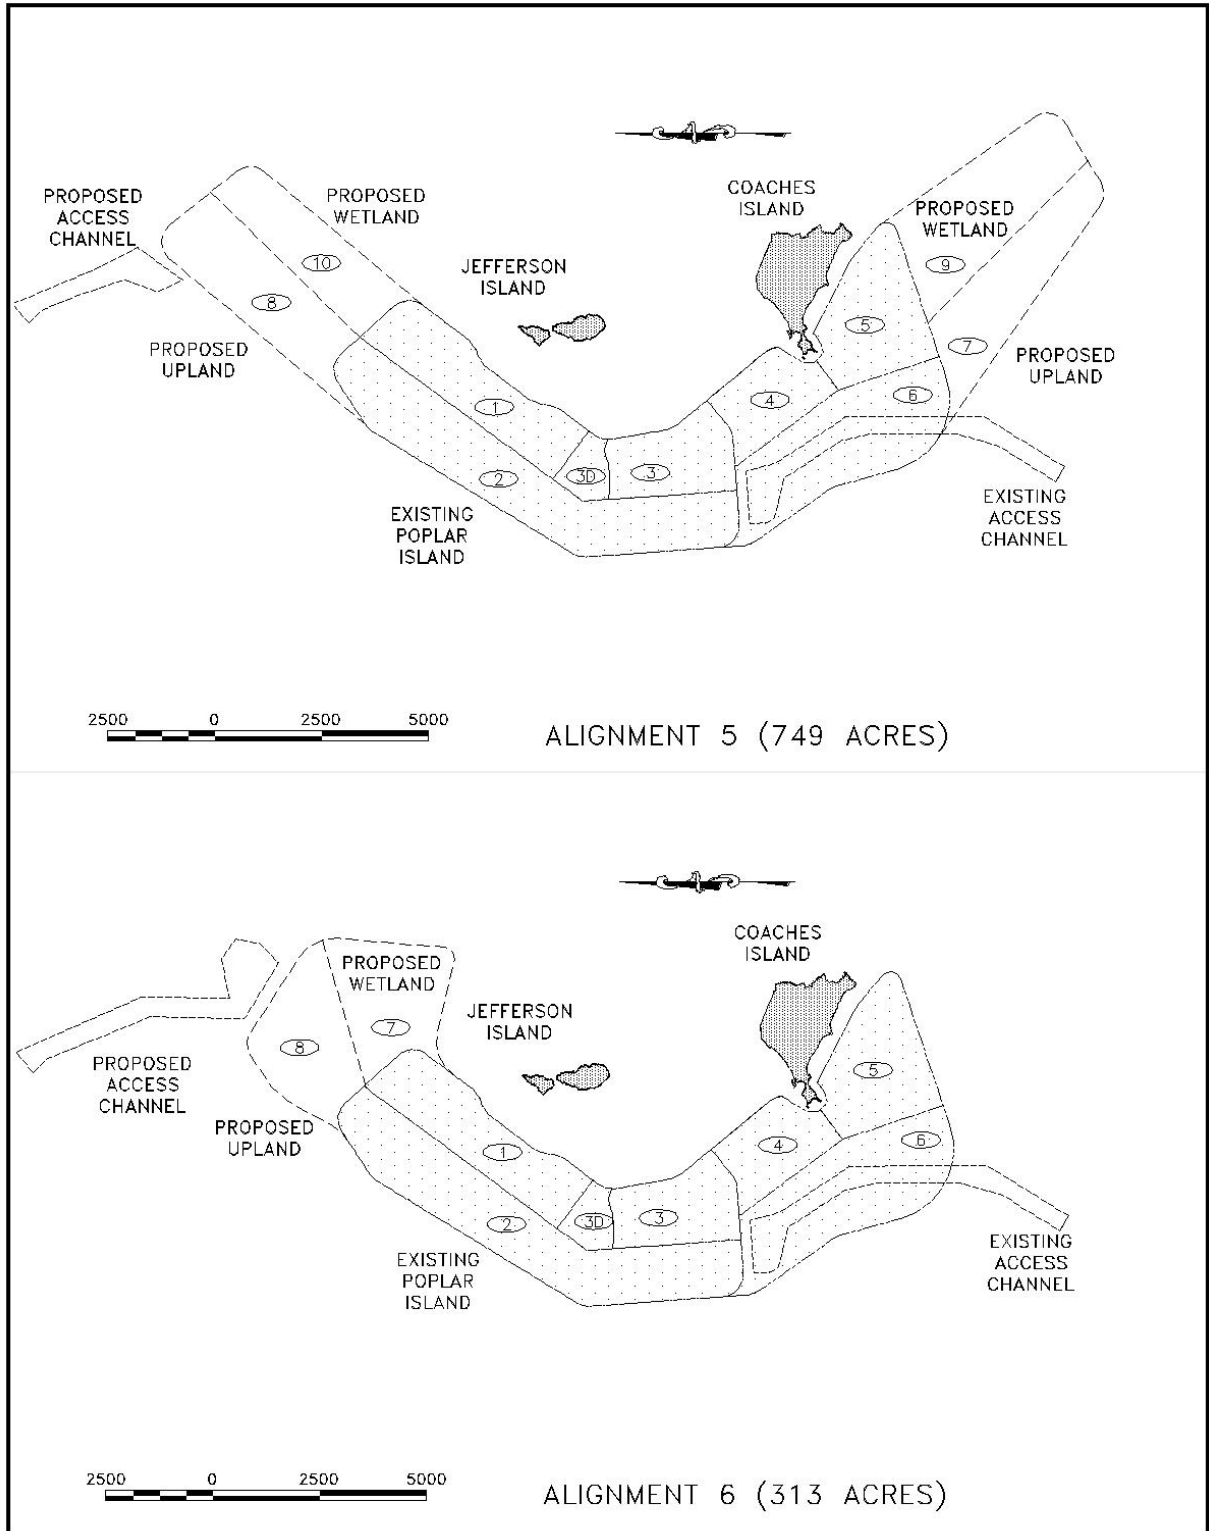 PROPOSED
ACCESS
CHANNEL
PROPOSED
WETLAND
COACHES
ISLAND
PROPOSED
WETLAND
JEFFERSON
ISLAND
10
9
8
5
PROPOSED
UPLAND
7
PROPOSED
UPLAND
1
4
6
2
3D
3
EXISTING
POPLAR
ISLAND
EXISTING
ACCESS
CHANNEL
2500 0 2500 5000
ALIGNMENT 5 (749 ACRES)
COACHES
ISLAND
PROPOSED
WETLAND
JEFFERSON
ISLAND
7
8
PROPOSED
ACCESS
CHANNEL
5
PROPOSED
UPLAND
1
4
6
2
3D
3
EXISTING
POPLAR
ISLAND
EXISTING
ACCESS
CHANNEL
2500 0 2500 5000
ALIGNMENT 6 (313 ACRES)